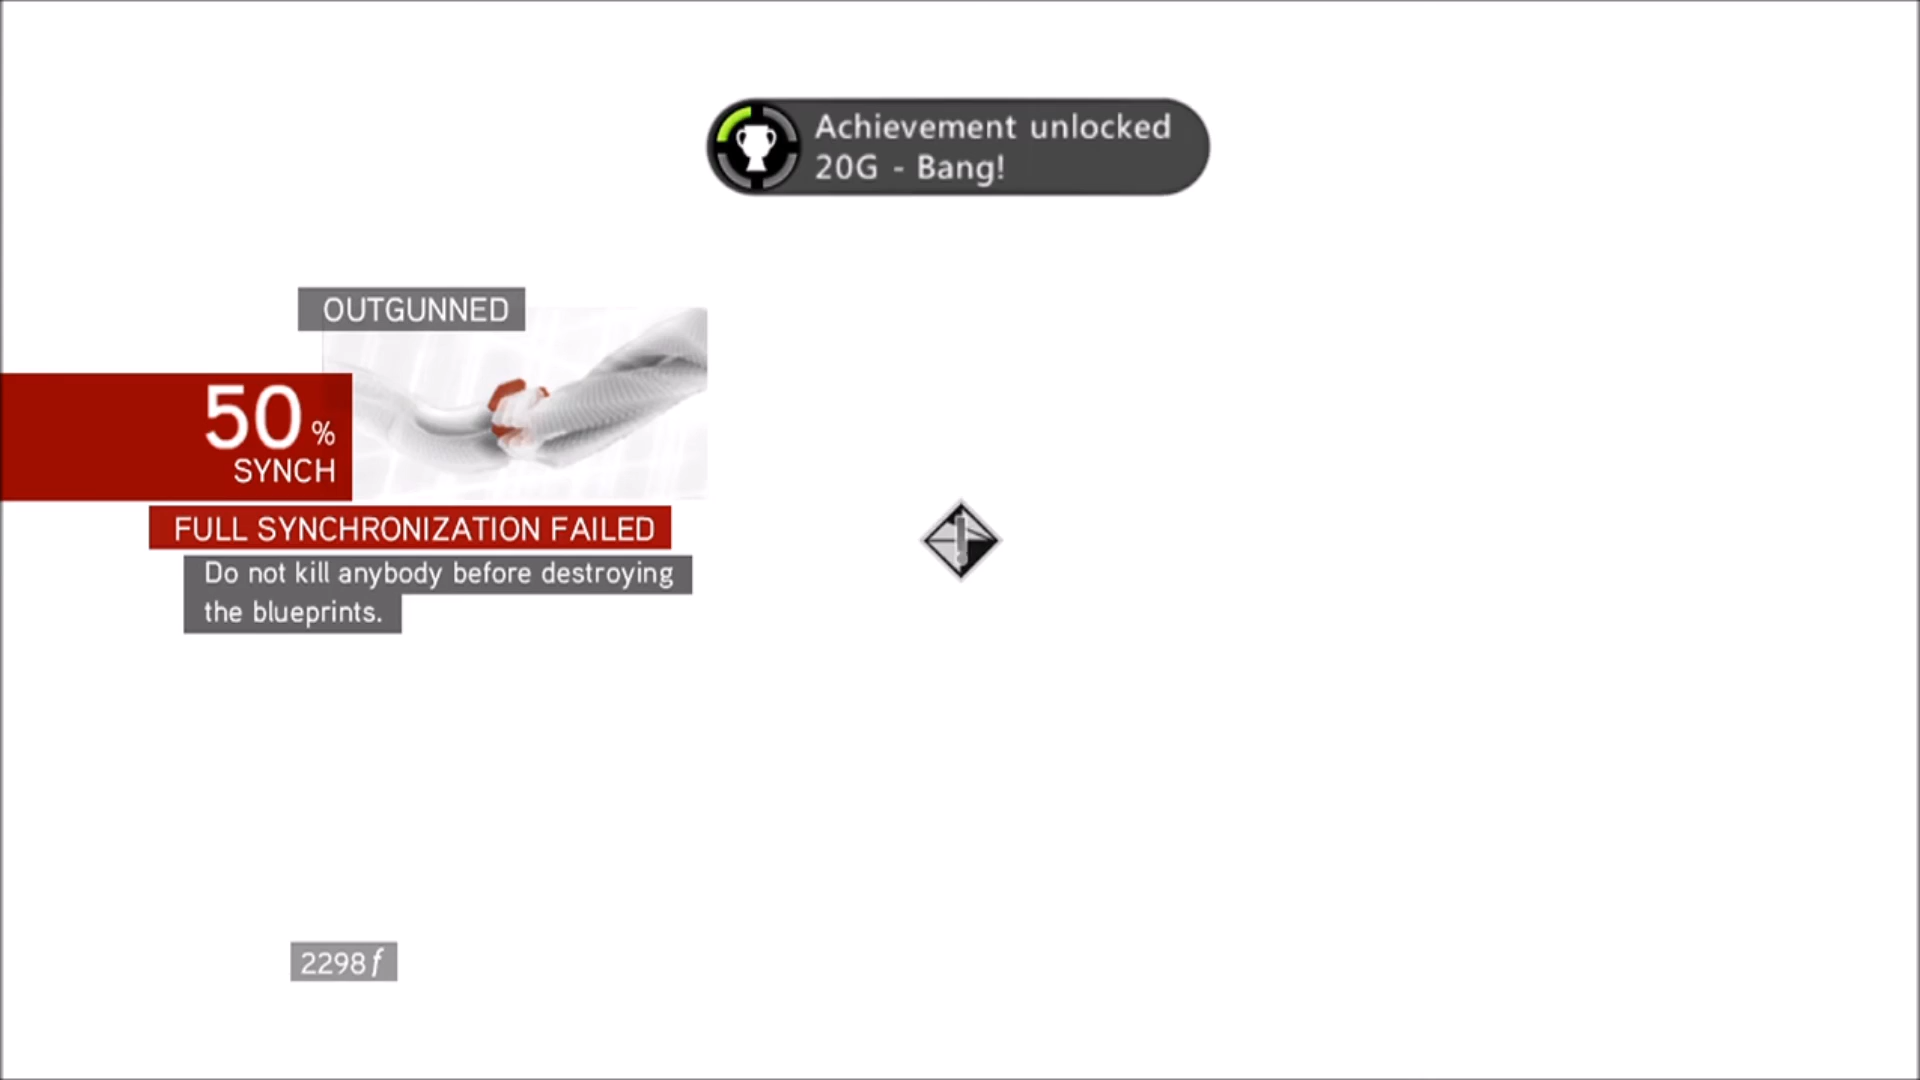 Achievement unlocked
20G - Bang!
OUTGUNNED
50 %
SYNCH
FULL SYNCHRONIZATION FAILED
Do not kill anybody before destroying
the blueprints.
2298 ƒ